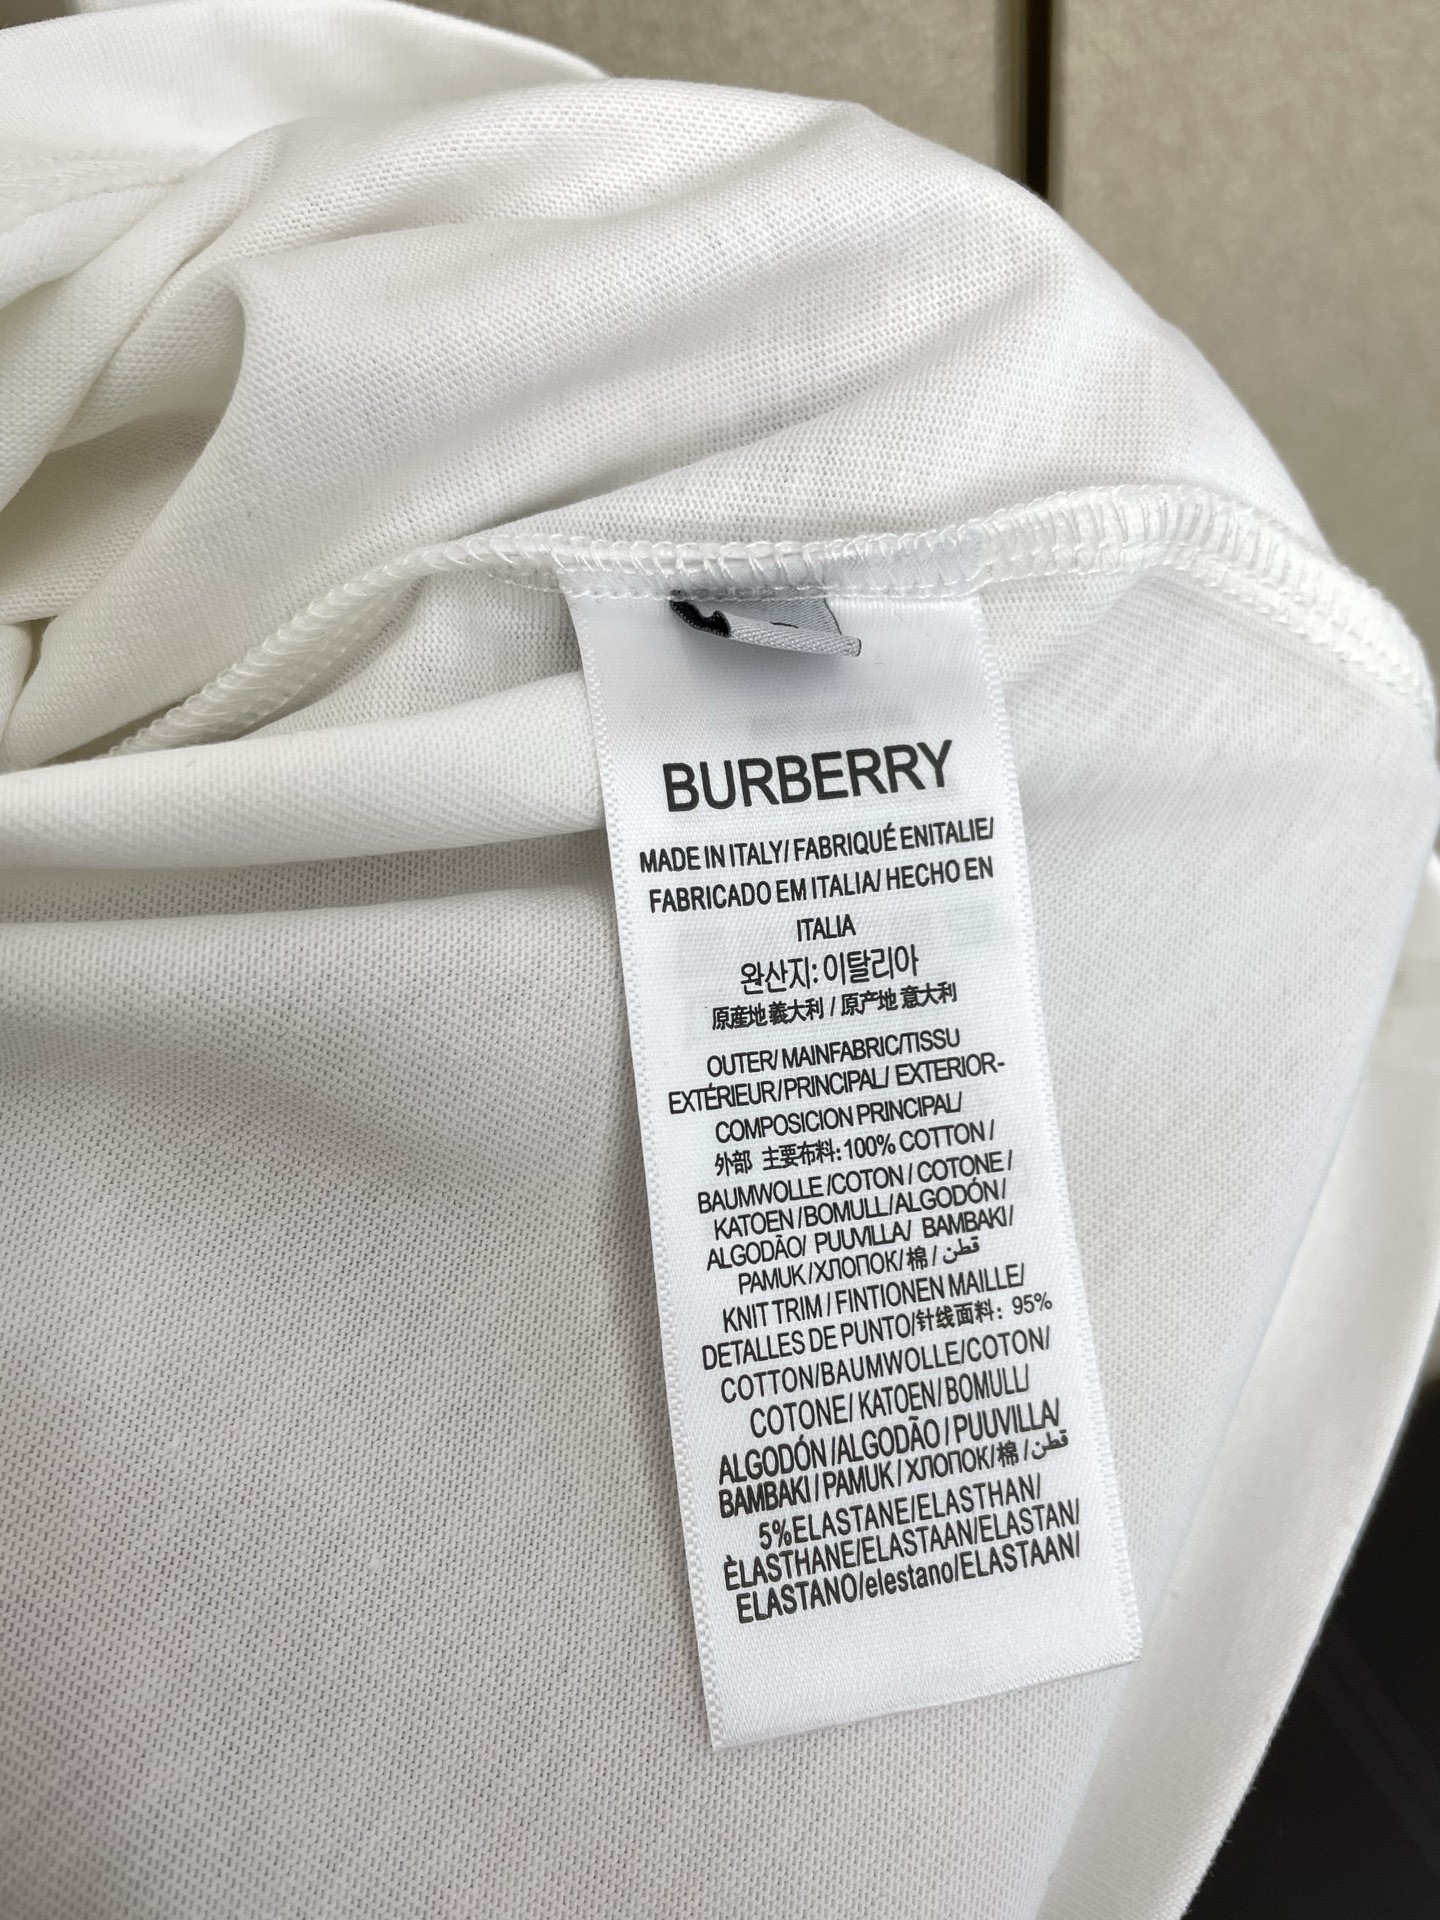 BURBERRY
MADE IN ITALY/ FABRIQUÉ ENITALIE/
FABRICADO EM ITALIA/ HECHO EN
ITALIA
완산지: 이탈리아
原産地 義大利 / 原产地 意大利
OUTER/ MAINFABRIC/TISSU
EXTÉRIEUR/PRINCIPAL/ EXTERIOR-
COMPOSICION PRINCIPAL/
外部 主要布料: 100% COTTON /
BAUMWOLLE /COTON / COTONE /
KATOEN /BOMULL/ALGODÓN/
ALGODÃO/ PUUVILLA/ BAMBAKI/
PAMUK /ХЛОПОК/ 棉 / قطن
KNIT TRIM / FINTIONEN MAILLE/
DETALLES DE PUNTO/针线面料: 95%
COTTON/BAUMWOLLE/COTON/
COTONE/ KATOEN/ BOMULL/
ALGODÓN /ALGODÃO / PUUVILLA/
BAMBAKI / PAMUK / ХЛОПОК/ 棉 / قطن
5%ELASTANE/ELASTHAN/
ÈLASTHANE/ELASTAAN/ELASTAN/
ELASTANO/elestano/ELASTAAN/